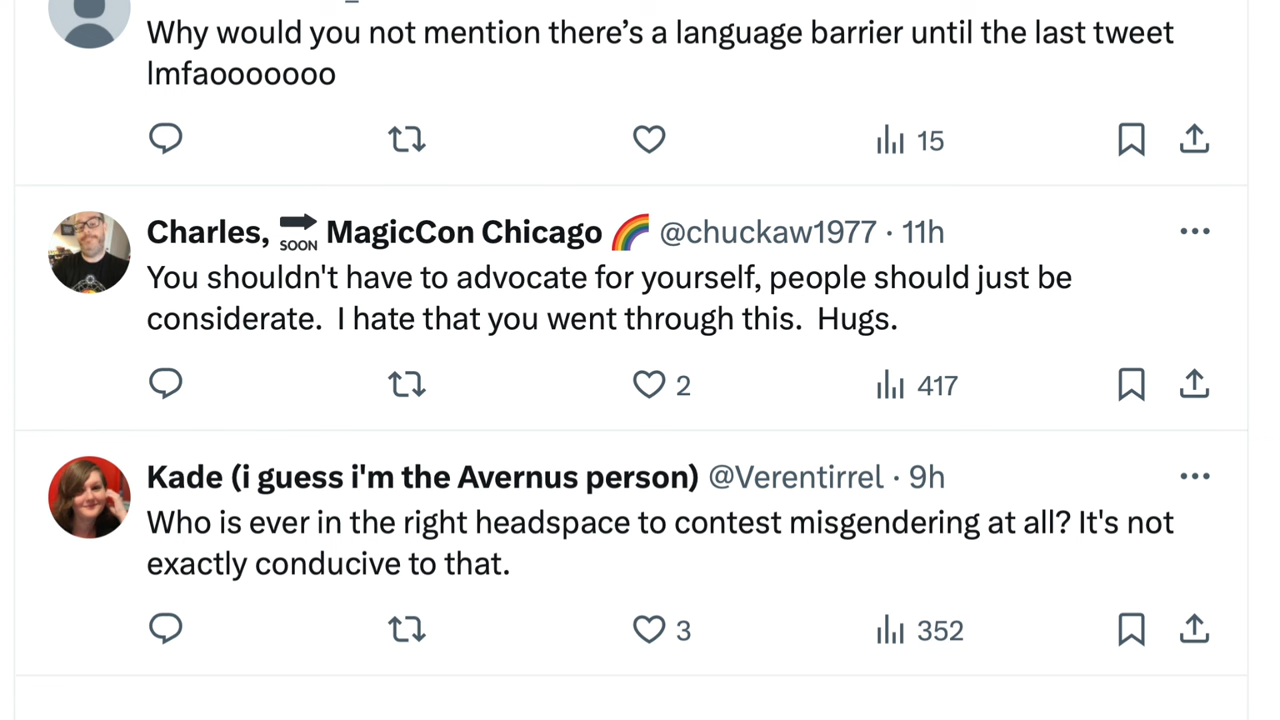 Why would you not mention there’s a language barrier until the last tweet
lmfaooooooo
15
Charles, SOON MagicCon Chicago @chuckaw1977 · 11h
You shouldn't have to advocate for yourself, people should just be
considerate.  I hate that you went through this.  Hugs.
2 417
Kade (i guess i'm the Avernus person) @Verentirrel · 9h
Who is ever in the right headspace to contest misgendering at all? It's not
exactly conducive to that.
3 352